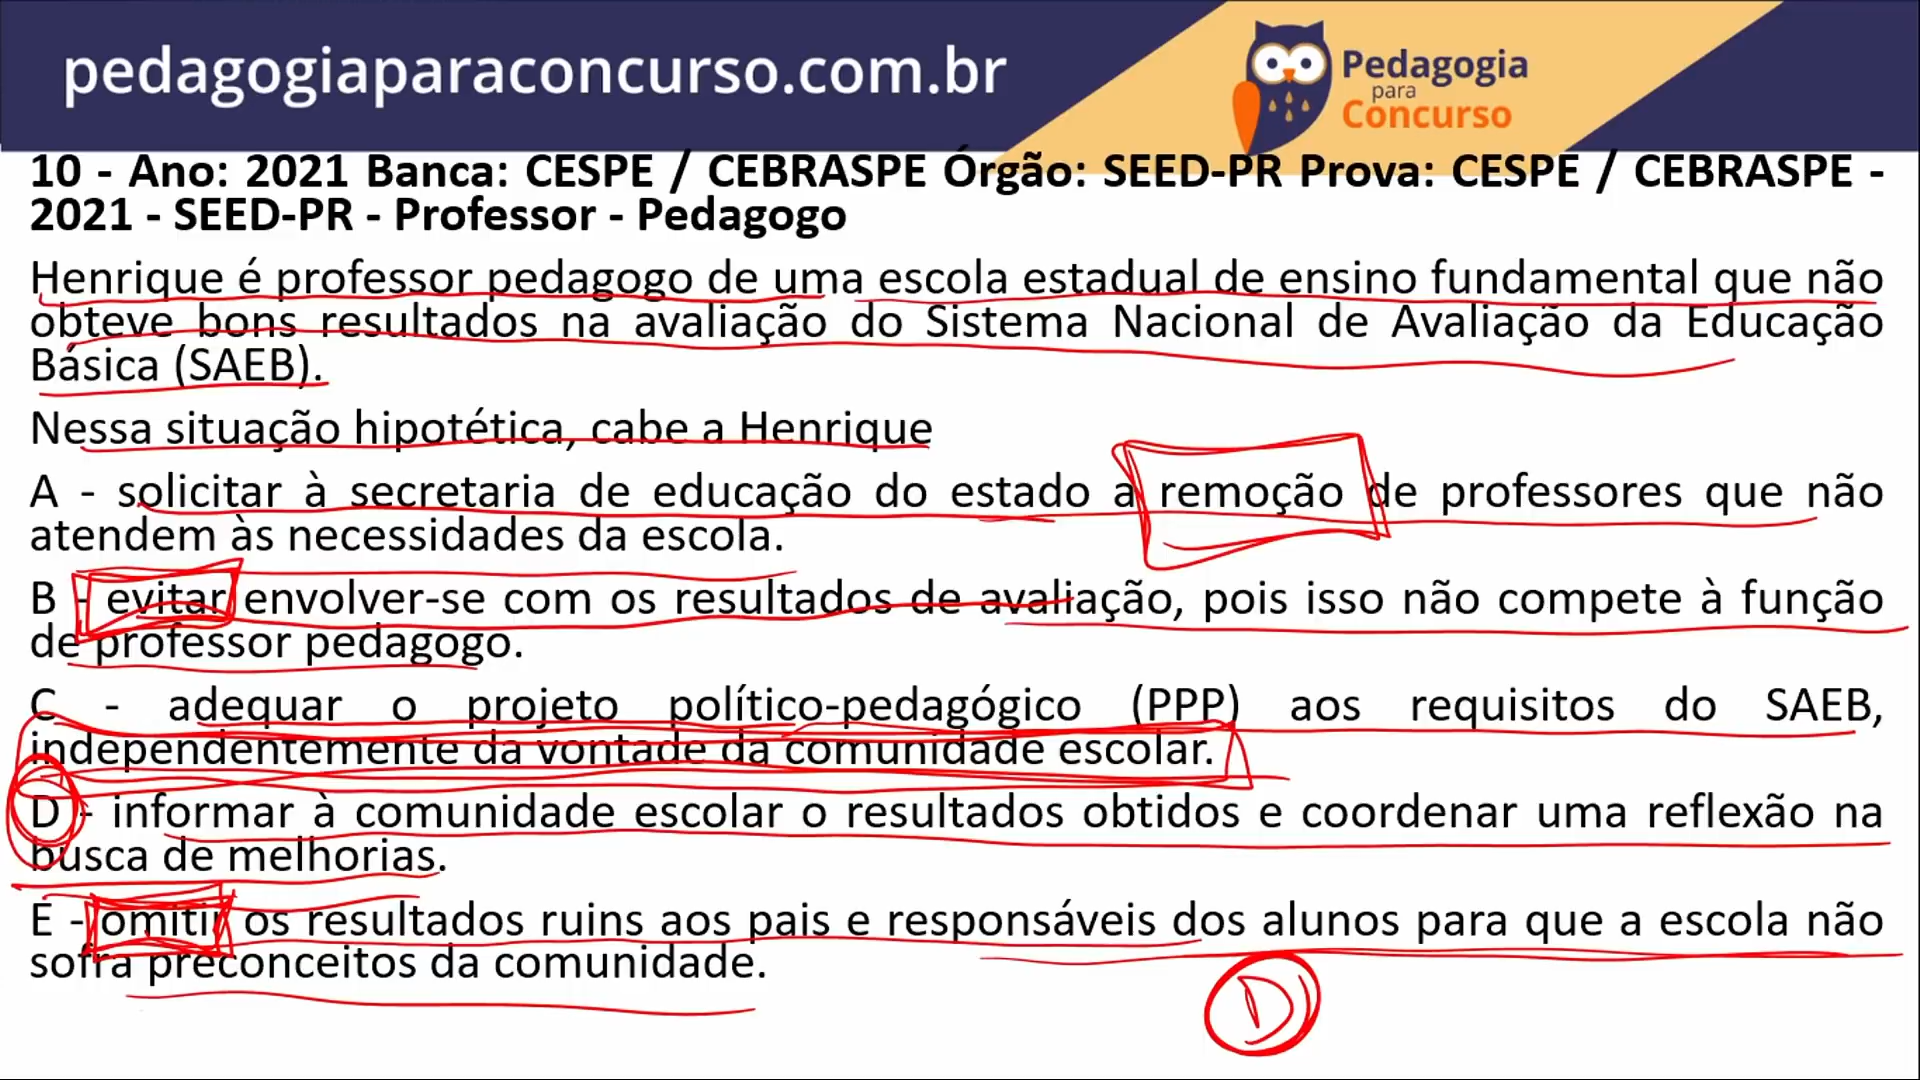 pedagogiaparaconcurso.com.br
Pedagogia
para
Concurso
10 - Ano: 2021 Banca: CESPE / CEBRASPE Órgão: SEED-PR Prova: CESPE / CEBRASPE -
2021 - SEED-PR - Professor - Pedagogo
Henrique é professor pedagogo de uma escola estadual de ensino fundamental que não
obteve bons resultados na avaliação do Sistema Nacional de Avaliação da Educação
Básica (SAEB).
Nessa situação hipotética, cabe a Henrique
A - solicitar à secretaria de educação do estado a remoção de professores que não
atendem às necessidades da escola.
B - evitar envolver-se com os resultados de avaliação, pois isso não compete à função
de professor pedagogo.
C - adequar o projeto político-pedagógico (PPP) aos requisitos do SAEB,
independentemente da vontade da comunidade escolar.
D - informar à comunidade escolar o resultados obtidos e coordenar uma reflexão na
busca de melhorias.
E - omitir os resultados ruins aos pais e responsáveis dos alunos para que a escola não
sofra preconceitos da comunidade.
D